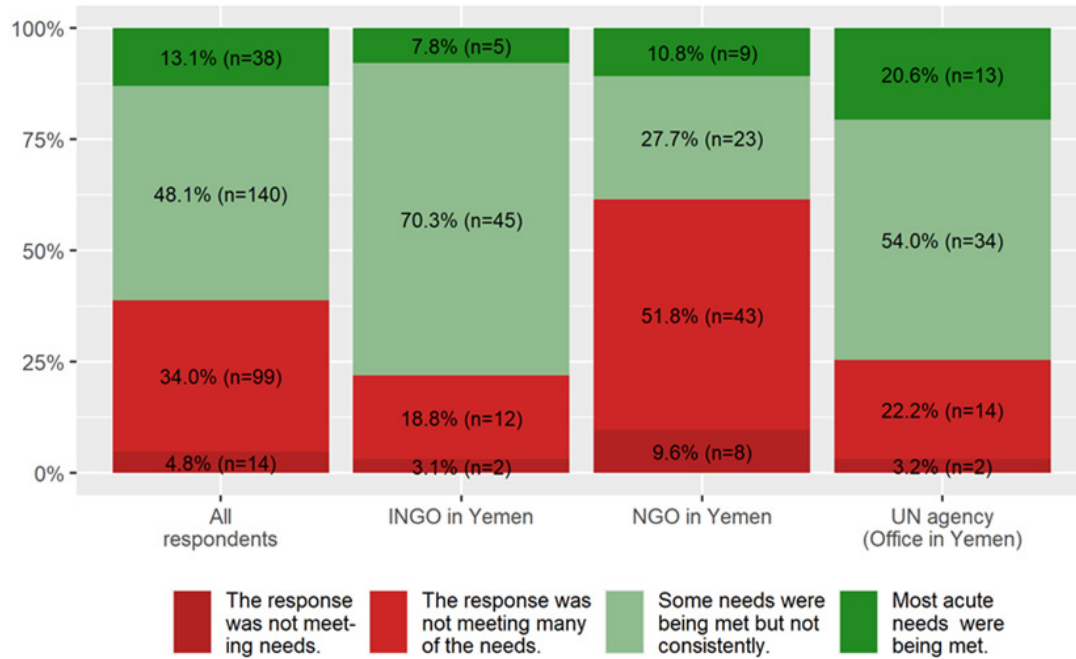 100%
75%
50%
25%
0%
13.1% (n=38)
48.1% (n=140)
34.0% (n=99)
4.8% (n=14)
7.8% (n=5)
70.3% (n=45)
18.8% (n=12)
3.1% (n=2)
10.8% (n=9)
27.7% (n=23)
51.8% (n=43)
9.6% (n=8)
20.6% (n=13)
54.0% (n=34)
22.2% (n=14)
3.2% (n=2)
All
respondents
INGO in Yemen
NGO in Yemen
UN agency
(Office in Yemen)
The response
was not meet-
ing needs.
The response was
not meeting many
of the needs.
Some needs were
being met but not
consistently.
Most acute
needs were
being met.